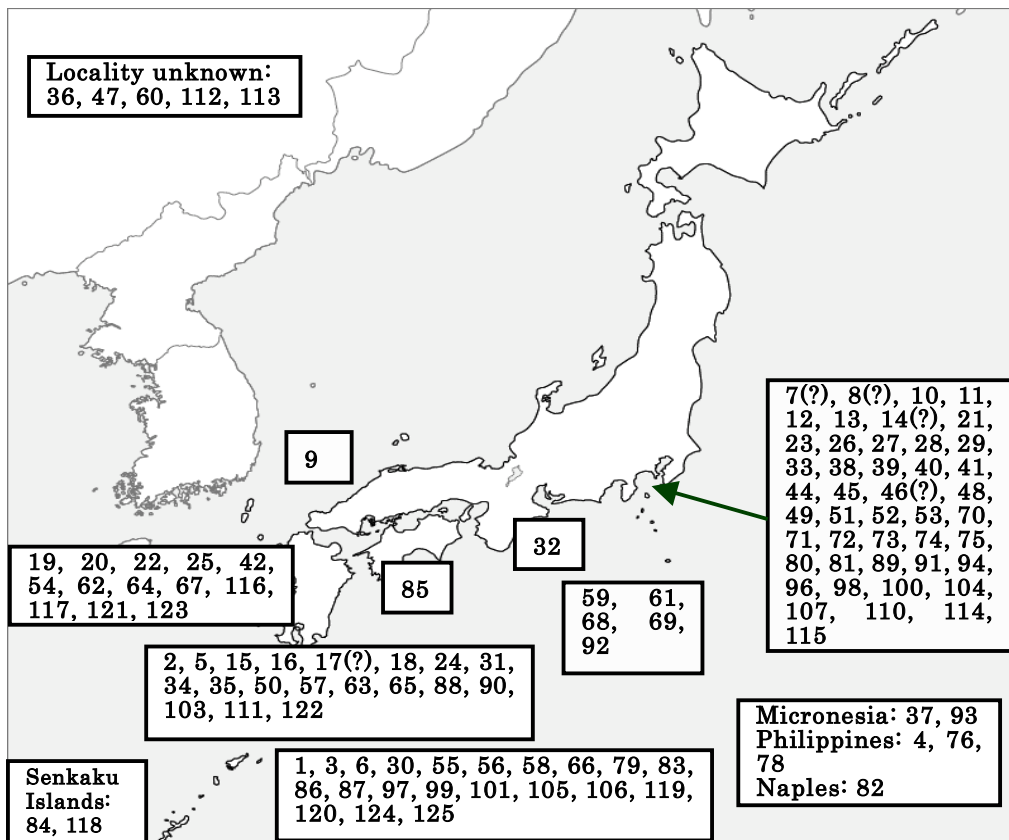 Locality unknown:
36, 47, 60, 112, 113
9
7(?), 8(?), 10, 11,
12, 13, 14(?), 21,
23, 26, 27, 28, 29,
33, 38, 39, 40, 41,
44, 45, 46(?), 48,
49, 51, 52, 53, 70,
71, 72, 73, 74, 75,
80, 81, 89, 91, 94,
96, 98, 100, 104,
107, 110, 114,
115
32
19, 20, 22, 25, 42,
54, 62, 64, 67, 116,
117, 121, 123
85
59, 61,
68, 69,
92
2, 5, 15, 16, 17(?), 18, 24, 31,
34, 35, 50, 57, 63, 65, 88, 90,
103, 111, 122
Micronesia: 37, 93
Philippines: 4, 76,
78
Naples: 82
1, 3, 6, 30, 55, 56, 58, 66, 79, 83,
86, 87, 97, 99, 101, 105, 106, 119,
120, 124, 125
Senkaku
Islands:
84, 118